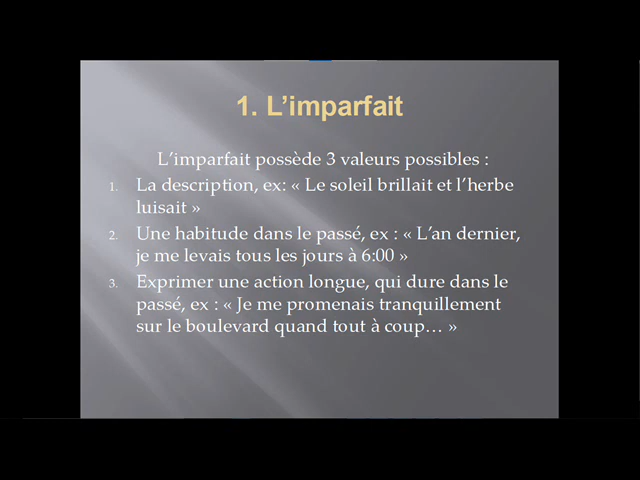 1. L’imparfait
L’imparfait possède 3 valeurs possibles :
1. La description, ex: « Le soleil brillait et l’herbe
luisait »
2. Une habitude dans le passé, ex : « L’an dernier,
je me levais tous les jours à 6:00 »
3. Exprimer une action longue, qui dure dans le
passé, ex : « Je me promenais tranquillement
sur le boulevard quand tout à coup… »